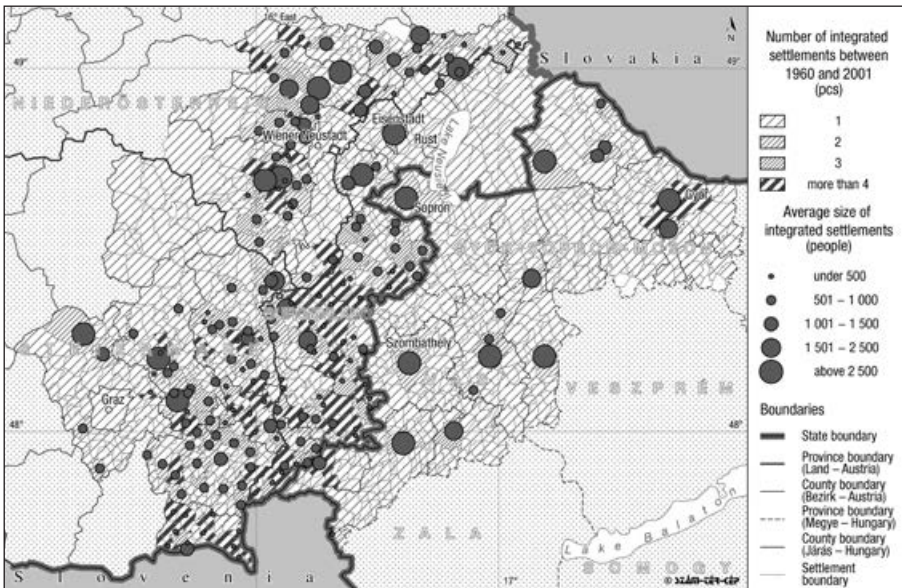 16° East
N
Slovakia
49°
49°
NIEDERÖSTERREICH
Eisenstadt
Rust
Wiener Neustadt
Lake Neusiedl
Sopron
Győr
GYŐR-MOSON-SOPRON
Szombathely
VAS
VESZPRÉM
Graz
48°
48°
ZALA
Lake Balaton
SOMOGY
Slovenia
17°
Number of integrated
settlements between
1960 and 2001
(pcs)
1
2
3
more than 4
Average size of
integrated settlements
(people)
under 500
501 – 1 000
1 001 – 1 500
1 501 – 2 500
above 2 500
Boundaries
State boundary
Province boundary
(Land – Austria)
County boundary
(Bezirk – Austria)
Province boundary
(Megye – Hungary)
County boundary
(Járás – Hungary)
Settlement
boundary